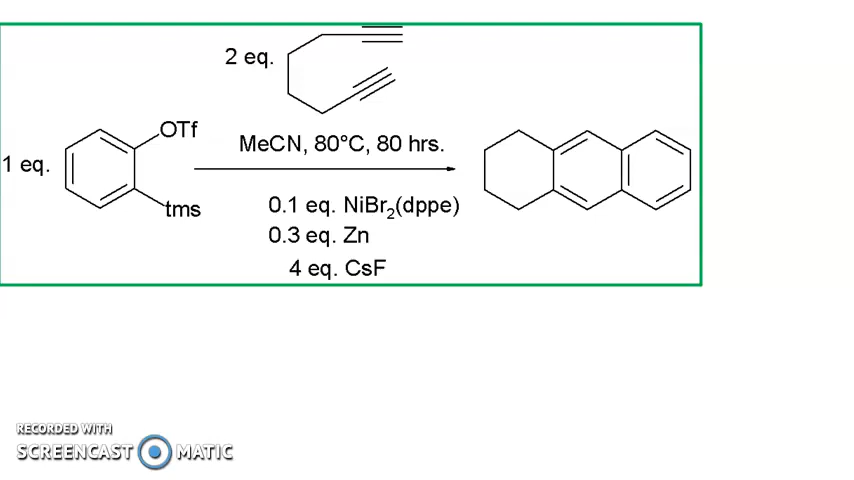 2 eq.
OTf
MeCN, 80°C, 80 hrs.
1 eq.
tms
0.1 eq. NiBr₂(dppe)
0.3 eq. Zn
4 eq. CsF
RECORDED WITH
SCREENCAST MATIC